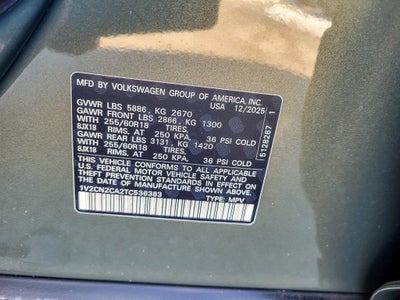 MFD BY VOLKSWAGEN GROUP OF AMERICA, INC.
USA 12/2025
GVWR LBS 5886, KG 2670
GAWR FRONT LBS 2866, KG 1300
WITH 255/60R18 TIRES.
8JX18 RIMS. AT 250 KPA. 36 PSI COLD
GAWR REAR LBS 3131, KG 1420
WITH 255/60R18 TIRES.
8JX18 RIMS. AT 250 KPA. 36 PSI COLD
THIS VEHICLE CONFORMS TO ALL APPLICABLE
U.S. FEDERAL MOTOR VEHICLE SAFETY AND
THEFT PREVENTION STANDARDS IN EFFECT ON THE
DATE OF MANUFACTURE SHOWN ABOVE.
1V2CN2CA2TC536383 TYPE: MPV
5128267 1